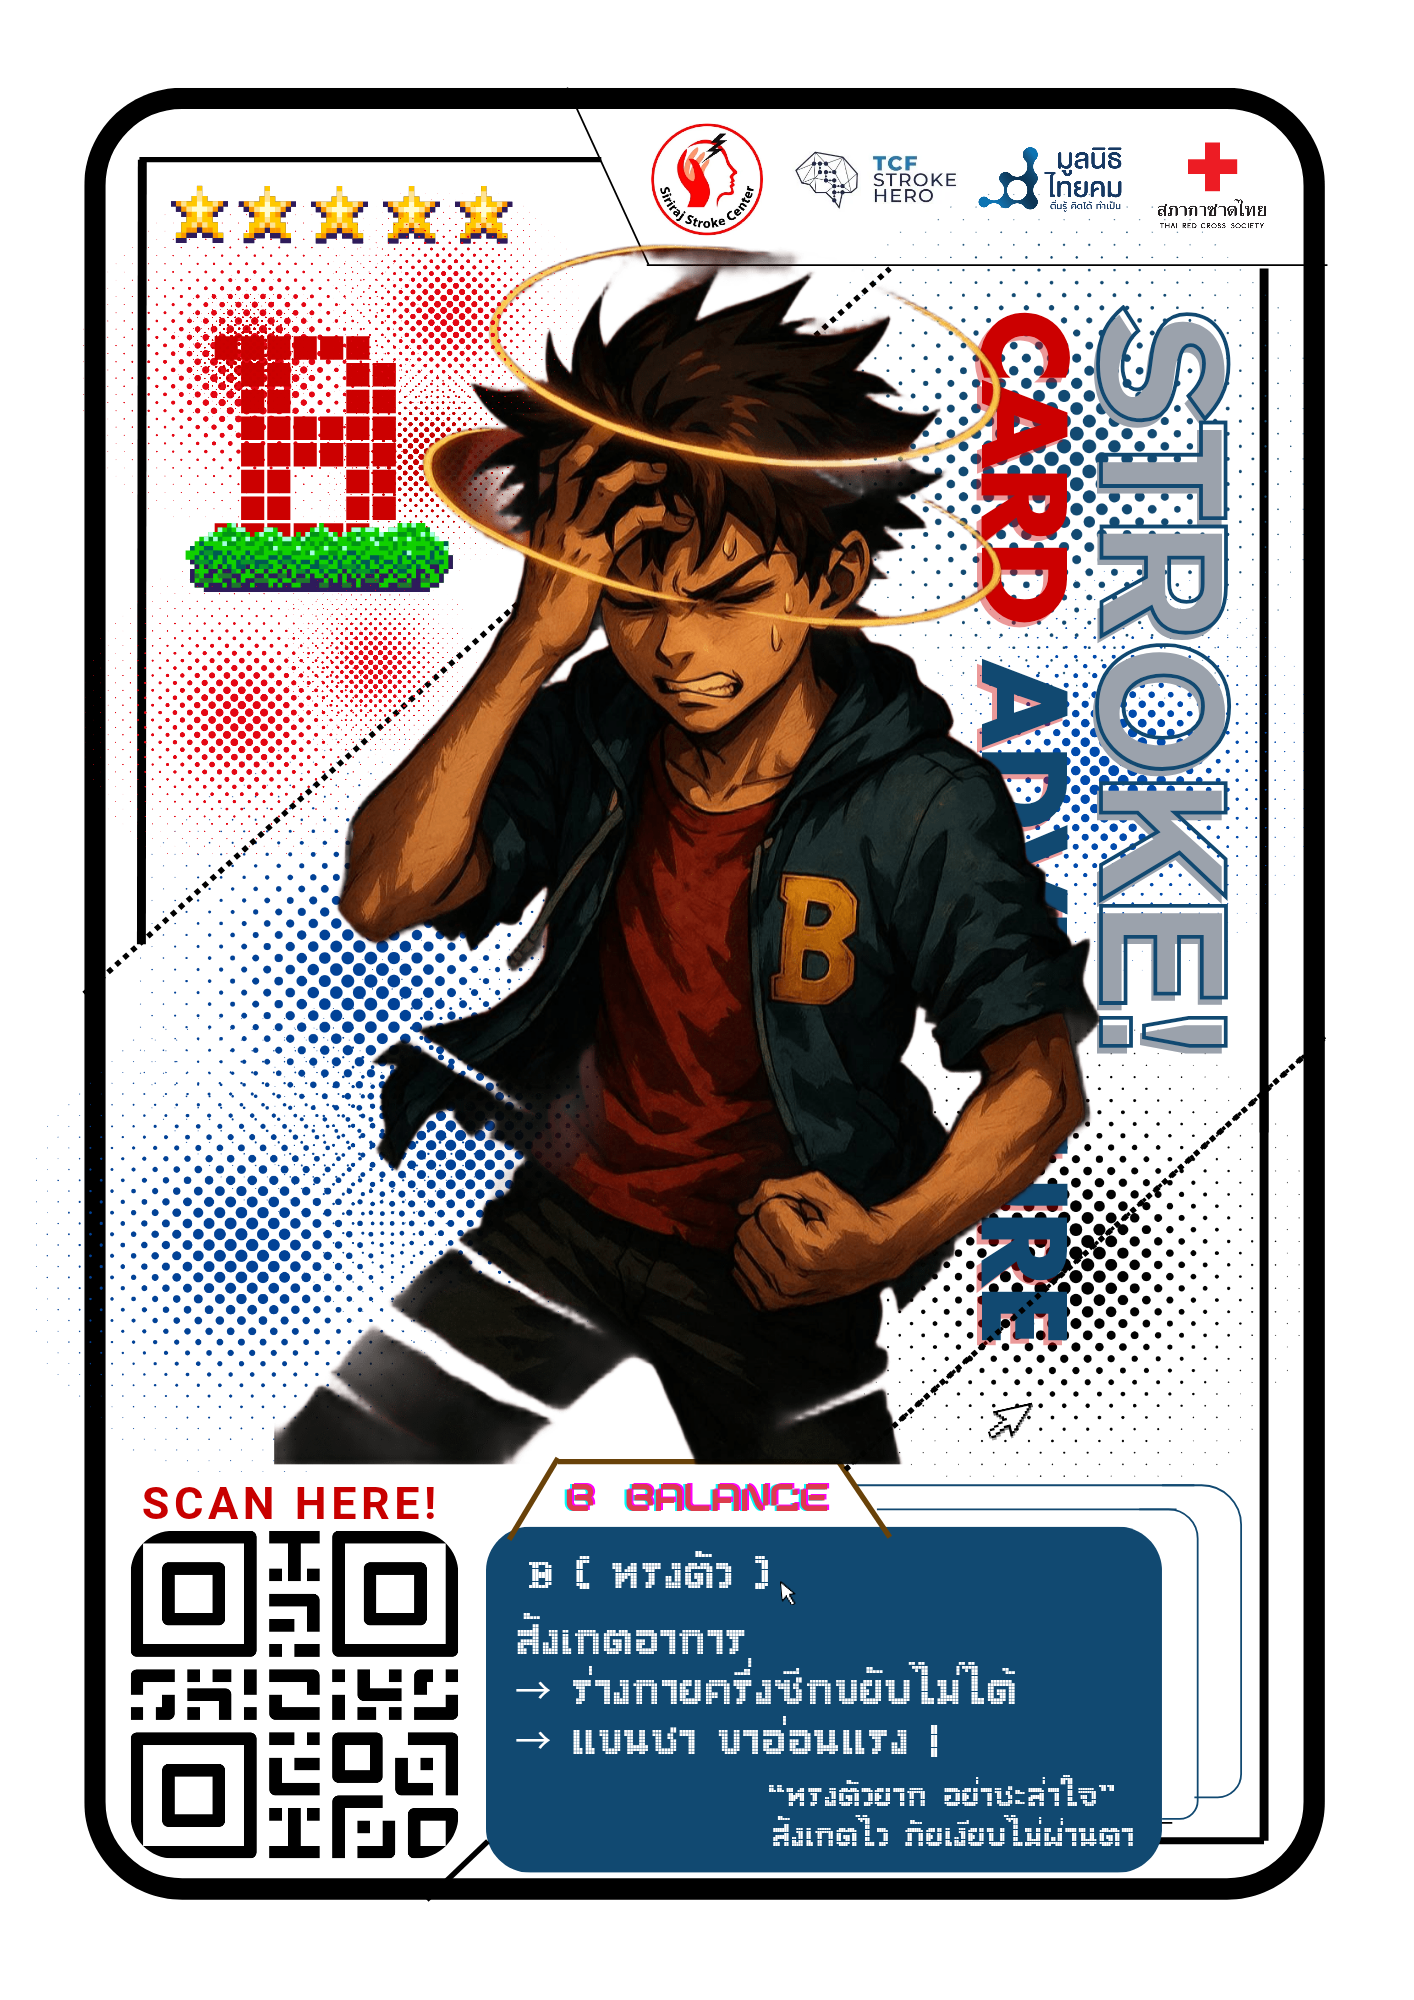 Siriraj Stroke Center
TCF
STROKE
HERO
มูลนิธิ
ไทยคม
ตื่นรู้ คิดได้ ทำเป็น
สภากาชาดไทย
THAI RED CROSS SOCIETY
B
STROKE!
CARD ADV RE
B
SCAN HERE!
B BALANCE
B ( ทรงตัว )
สังเกตอาการ
→ ร่างกายครึ่งซีกขยับไม่ได้
→ แขนชา ขาอ่อนแรง !
“ทรงตัวยาก อย่าชะล่าใจ”
สังเกตไว ภัยเงียบไม่ผ่านตา